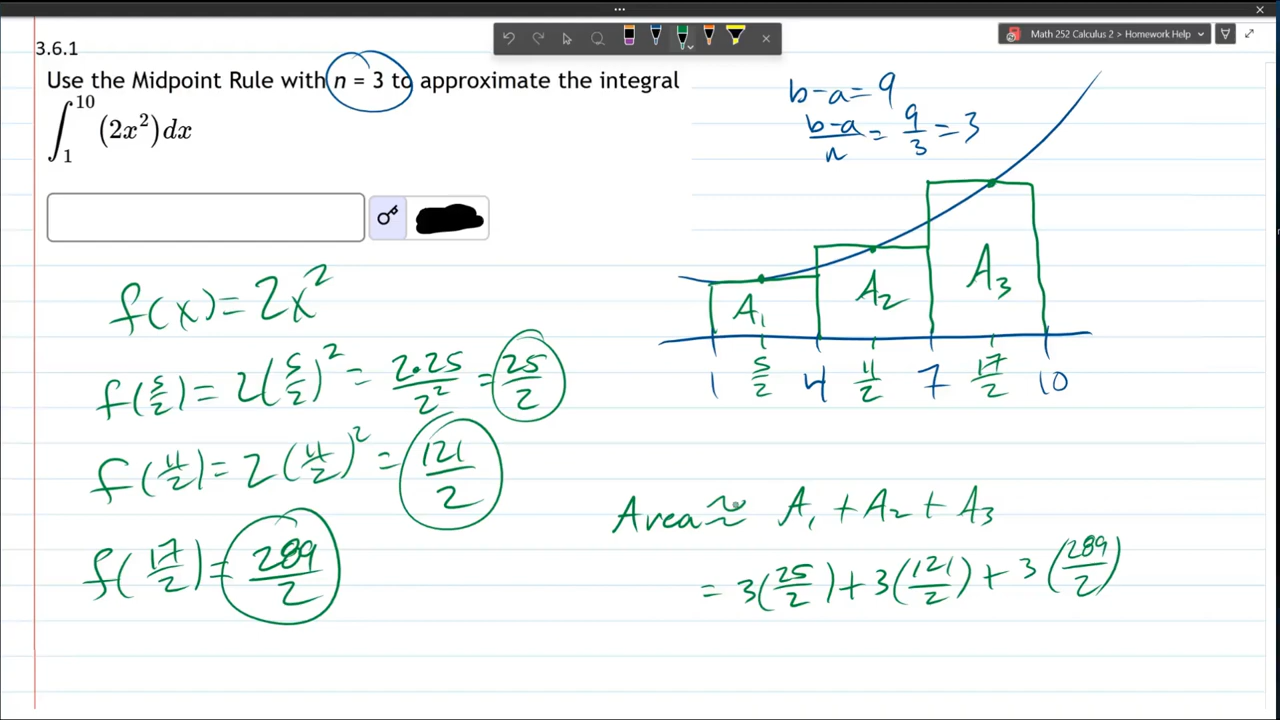 Math 252 Calculus 2 > Homework Help
3.6.1
Use the Midpoint Rule with n = 3 to approximate the integral
∫₁¹⁰ (2x²)dx
b-a=9
(b-a)/n = 9/3 = 3
f(x)=2x²
f(5/2) = 2(5/2)² = 2·25/2² = 25/2
f(11/2) = 2(11/2)² = 121/2
f(17/2) = 289/2
A₁ A₂ A₃
1 5/2 4 11/2 7 17/2 10
Area ≈ A₁ + A₂ + A₃
= 3(25/2) + 3(121/2) + 3(289/2)